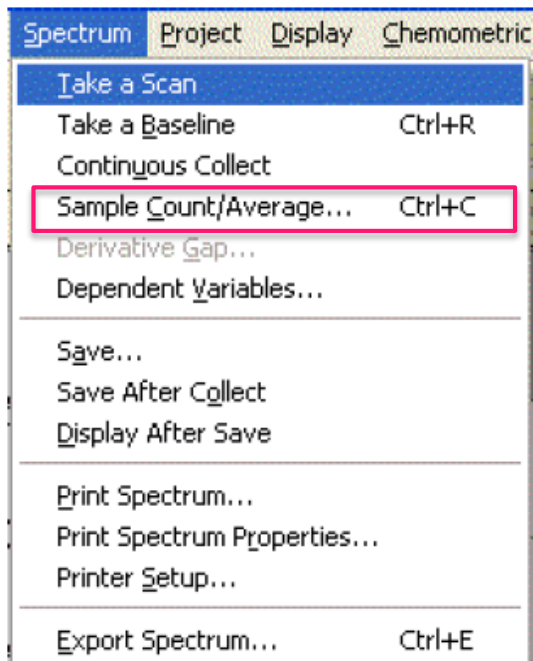 Spectrum Project Display Chemometric
Take a Scan
Take a Baseline Ctrl+R
Continuous Collect
Sample Count/Average... Ctrl+C
Derivative Gap...
Dependent Variables...
Save...
Save After Collect
Display After Save
Print Spectrum...
Print Spectrum Properties...
Printer Setup...
Export Spectrum... Ctrl+E